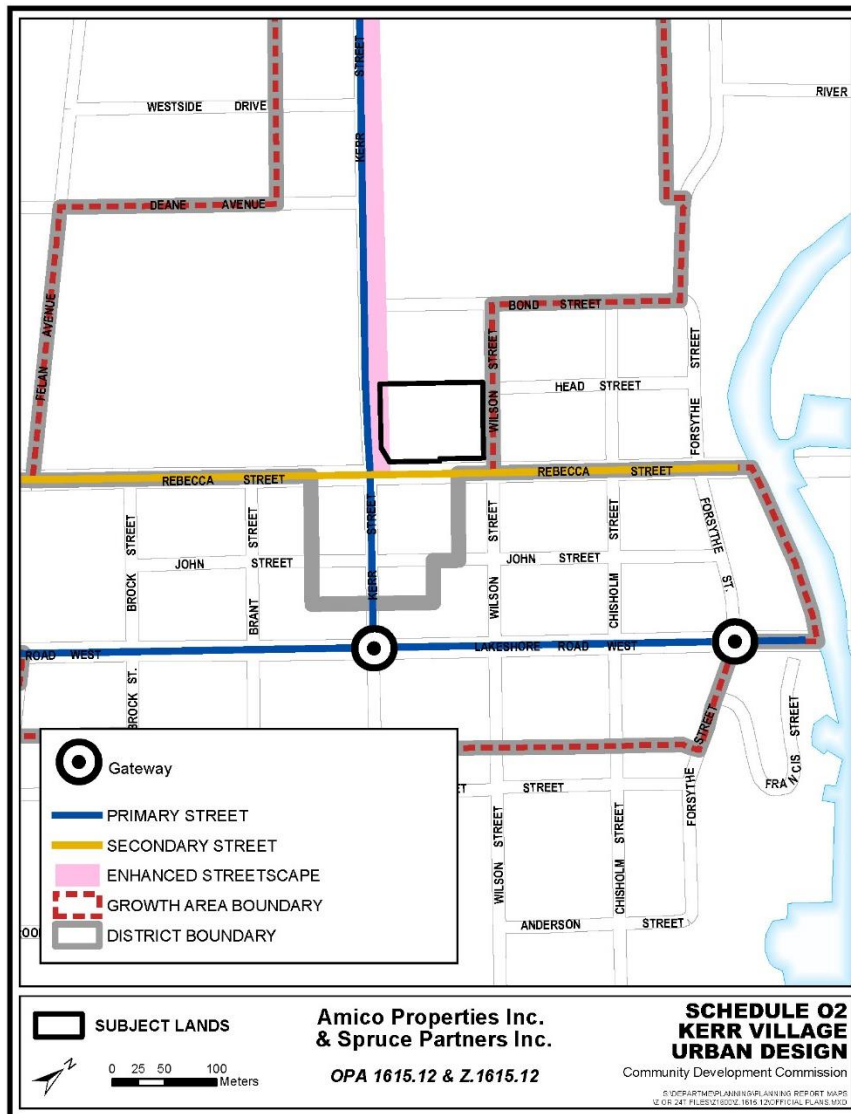 STREET
KERR
WESTSIDE DRIVE
RIVER
DEANE AVENUE
FELAN AVENUE
BOND STREET
WILSON STREET
HEAD STREET
FORSYTHE STREET
REBECCA STREET
REBECCA STREET
BROCK STREET
BRANT STREET
KERR STREET
WILSON STREET
CHISHOLM STREET
FORSYTHE ST.
JOHN STREET
JOHN STREET
ROAD WEST
LAKESHORE ROAD WEST
BROCK ST.
FRANCIS STREET
FORSYTHE STREET
STREET
WILSON STREET
CHISHOLM STREET
ANDERSON STREET
Gateway
PRIMARY STREET
SECONDARY STREET
ENHANCED STREETSCAPE
GROWTH AREA BOUNDARY
DISTRICT BOUNDARY
SUBJECT LANDS
0 25 50 100
Meters
Amico Properties Inc.
& Spruce Partners Inc.
OPA 1615.12 & Z.1615.12
SCHEDULE O2
KERR VILLAGE
URBAN DESIGN
Community Development Commission